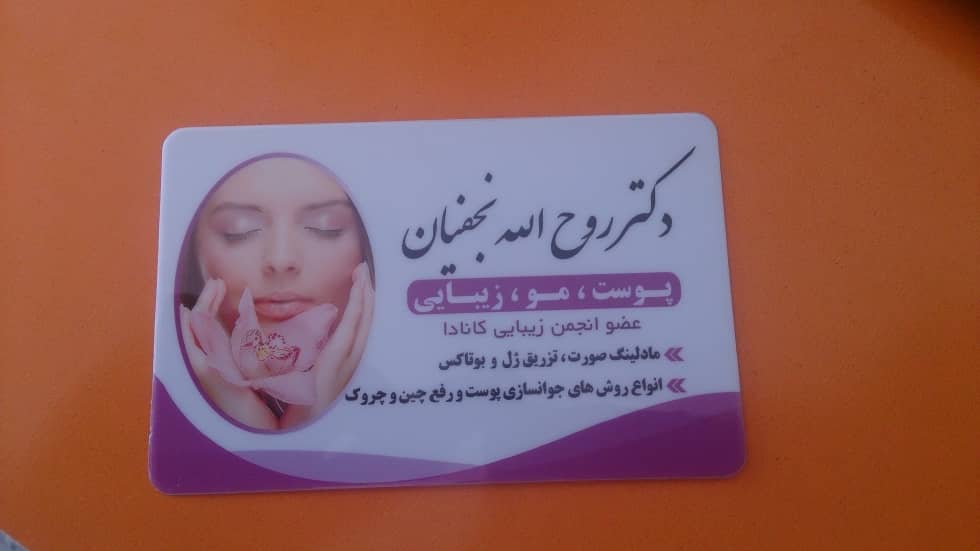 دکتر روح الله نجفیان
پوست ، مو ، زیبایی
عضو انجمن زیبایی کانادا
مادلینگ صورت، تزریق ژل و بوتاکس
انواع روش های جوانسازی پوست و رفع چین و چروک